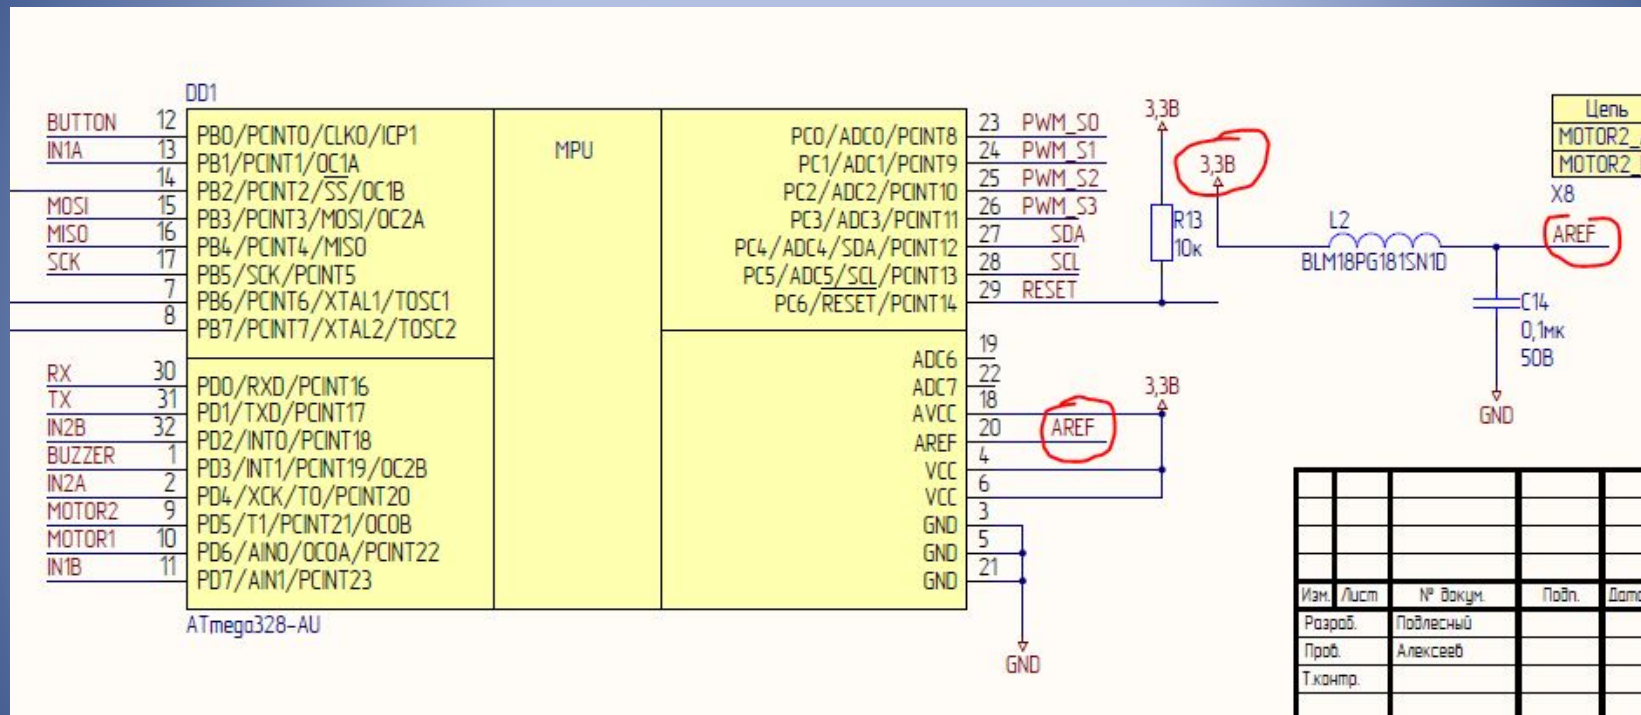 DD1
MPU
BUTTON 12 PB0/PCINT0/CLKO/ICP1
IN1A 13 PB1/PCINT1/OC1A
14 PB2/PCINT2/SS/OC1B
MOSI 15 PB3/PCINT3/MOSI/OC2A
MISO 16 PB4/PCINT4/MISO
SCK 17 PB5/SCK/PCINT5
7 PB6/PCINT6/XTAL1/TOSC1
8 PB7/PCINT7/XTAL2/TOSC2
RX 30 PD0/RXD/PCINT16
TX 31 PD1/TXD/PCINT17
IN2B 32 PD2/INT0/PCINT18
BUZZER 1 PD3/INT1/PCINT19/OC2B
IN2A 2 PD4/XCK/T0/PCINT20
MOTOR2 9 PD5/T1/PCINT21/OC0B
MOTOR1 10 PD6/AIN0/OC0A/PCINT22
IN1B 11 PD7/AIN1/PCINT23
ATmega328-AU
PC0/ADC0/PCINT8 23 PWM_S0
PC1/ADC1/PCINT9 24 PWM_S1
PC2/ADC2/PCINT10 25 PWM_S2
PC3/ADC3/PCINT11 26 PWM_S3
PC4/ADC4/SDA/PCINT12 27 SDA
PC5/ADC5/SCL/PCINT13 28 SCL
PC6/RESET/PCINT14 29 RESET
ADC6 19
ADC7 22
AVCC 18
AREF 20 AREF
VCC 4
VCC 6
GND 3
GND 5
GND 21
GND
3,3В
3,3В
3,3В
R13
10к
L2
BLM18PG181SN1D
AREF
C14
0,1мк
50В
GND
Цепь
MOTOR2_
MOTOR2_
X8
Изм. Лист № докум. Подп. Дата
Разраб. Подлесный
Пров. Алексеев
Т.контр.